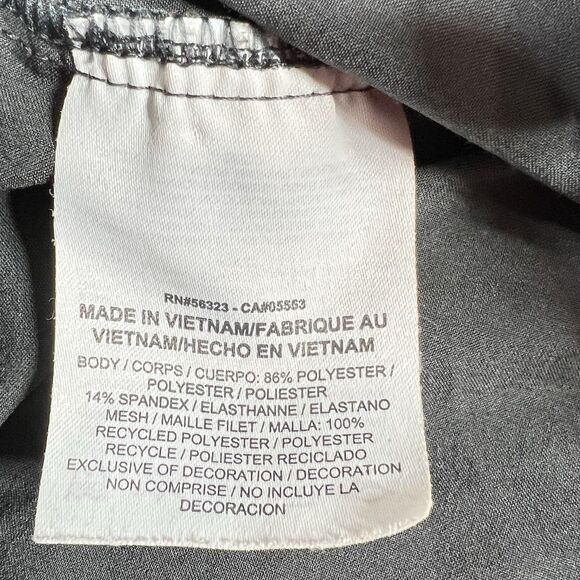 RN#56323 - CA#05553
MADE IN VIETNAM/FABRIQUE AU
VIETNAM/HECHO EN VIETNAM
BODY / CORPS / CUERPO: 86% POLYESTER /
POLYESTER / POLIESTER
14% SPANDEX / ELASTHANNE / ELASTANO
MESH / MAILLE FILET / MALLA: 100%
RECYCLED POLYESTER / POLYESTER
RECYCLE / POLIESTER RECICLADO
EXCLUSIVE OF DECORATION / DECORATION
NON COMPRISE / NO INCLUYE LA
DECORACION